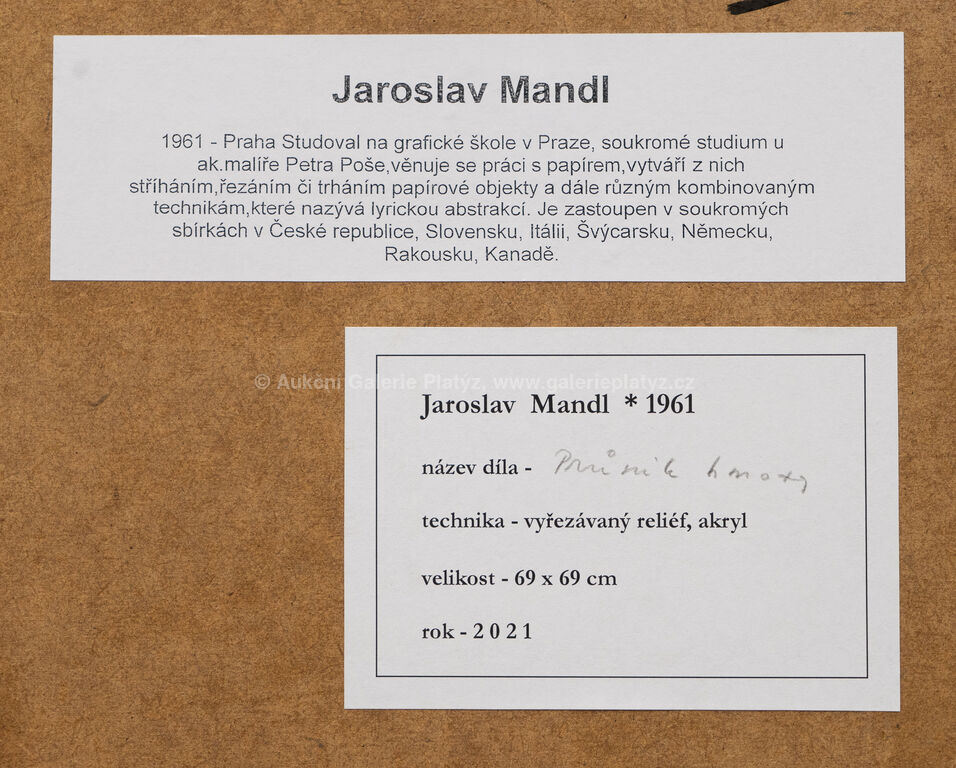 Jaroslav Mandl
1961 - Praha Studoval na grafické škole v Praze, soukromé studium u
ak.malíře Petra Poše,věnuje se práci s papírem,vytváří z nich
stříháním,řezáním či trháním papírové objekty a dále různým kombinovaným
technikám,které nazývá lyrickou abstrakcí. Je zastoupen v soukromých
sbírkách v České republice, Slovensku, Itálii, Švýcarsku, Německu,
Rakousku, Kanadě.
© Aukční Galerie Platýz, www.galerieplatyz.cz
Jaroslav Mandl * 1961
název díla - Průnik hmoty
technika - vyřezávaný reliéf, akryl
velikost - 69 x 69 cm
rok - 2 0 2 1